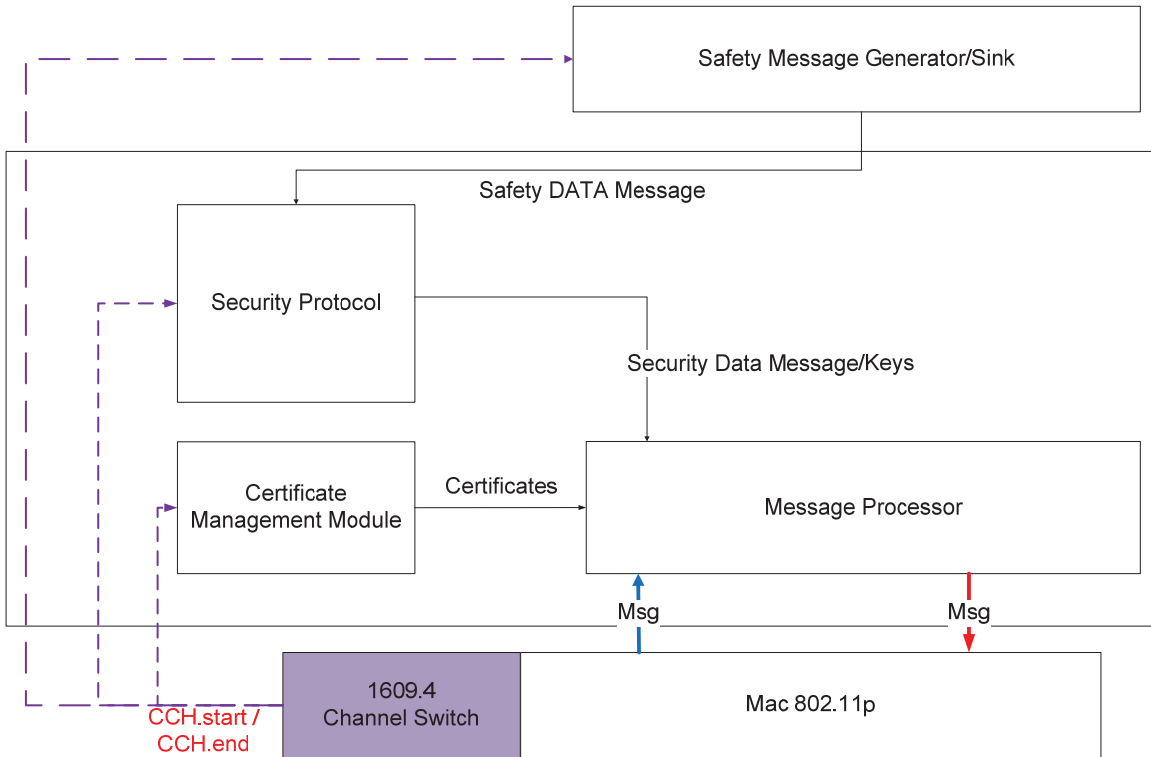 Safety Message Generator/Sink
Safety DATA Message
Security Protocol
Security Data Message/Keys
Certificate
Management Module
Certificates
Message Processor
Msg
Msg
1609.4
Channel Switch
Mac 802.11p
CCH.start /
CCH.end